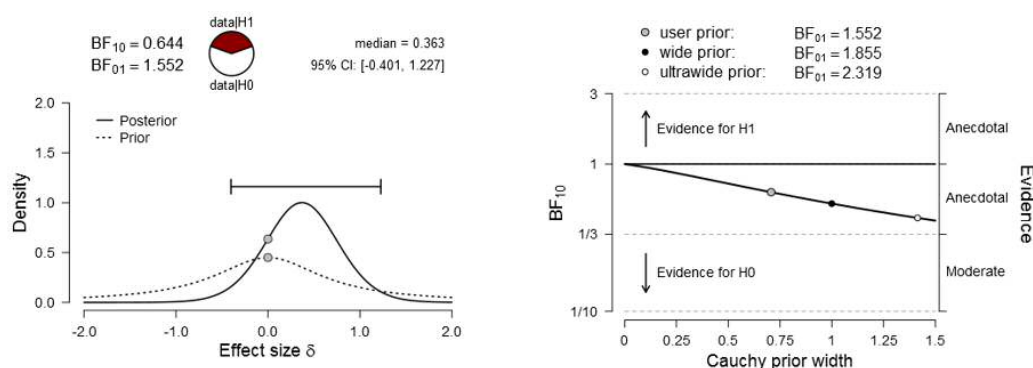 data|H1
BF10 = 0.644
BF01 = 1.552
data|H0
median = 0.363
95% CI: [-0.401, 1.227]
Posterior
Prior
2.0
1.5
1.0
0.5
0.0
Density
-2.0 -1.0 0.0 1.0 2.0
Effect size δ
user prior: BF01 = 1.552
wide prior: BF01 = 1.855
ultrawide prior: BF01 = 2.319
3
1
1/3
1/10
BF10
Evidence for H1
Evidence for H0
Anecdotal
Anecdotal
Moderate
Evidence
0 0.25 0.5 0.75 1 1.25 1.5
Cauchy prior width